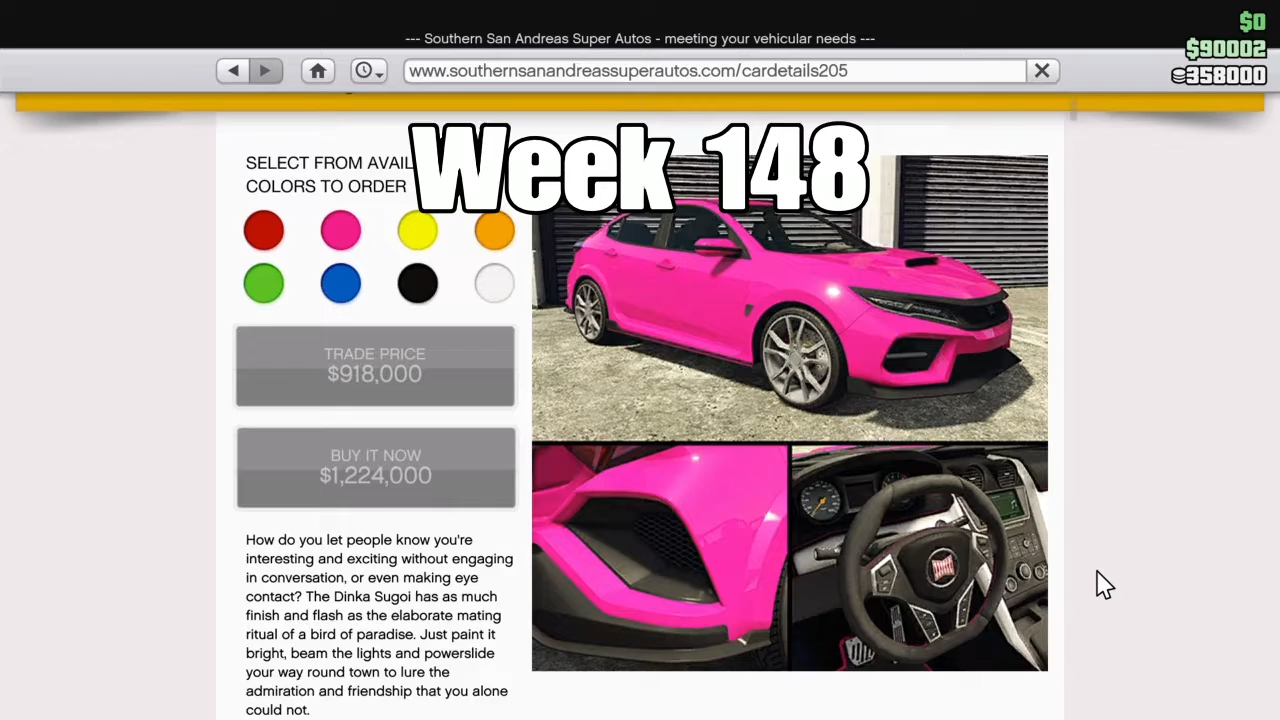 $0
--- Southern San Andreas Super Autos - meeting your vehicular needs ---
$90002
www.southernsanandreassuperautos.com/cardetails205
358000
Week 148
SELECT FROM AVAIL
COLORS TO ORDER
TRADE PRICE
$918,000
BUY IT NOW
$1,224,000
How do you let people know you're
interesting and exciting without engaging
in conversation, or even making eye
contact? The Dinka Sugoi has as much
finish and flash as the elaborate mating
ritual of a bird of paradise. Just paint it
bright, beam the lights and powerslide
your way round town to lure the
admiration and friendship that you alone
could not.